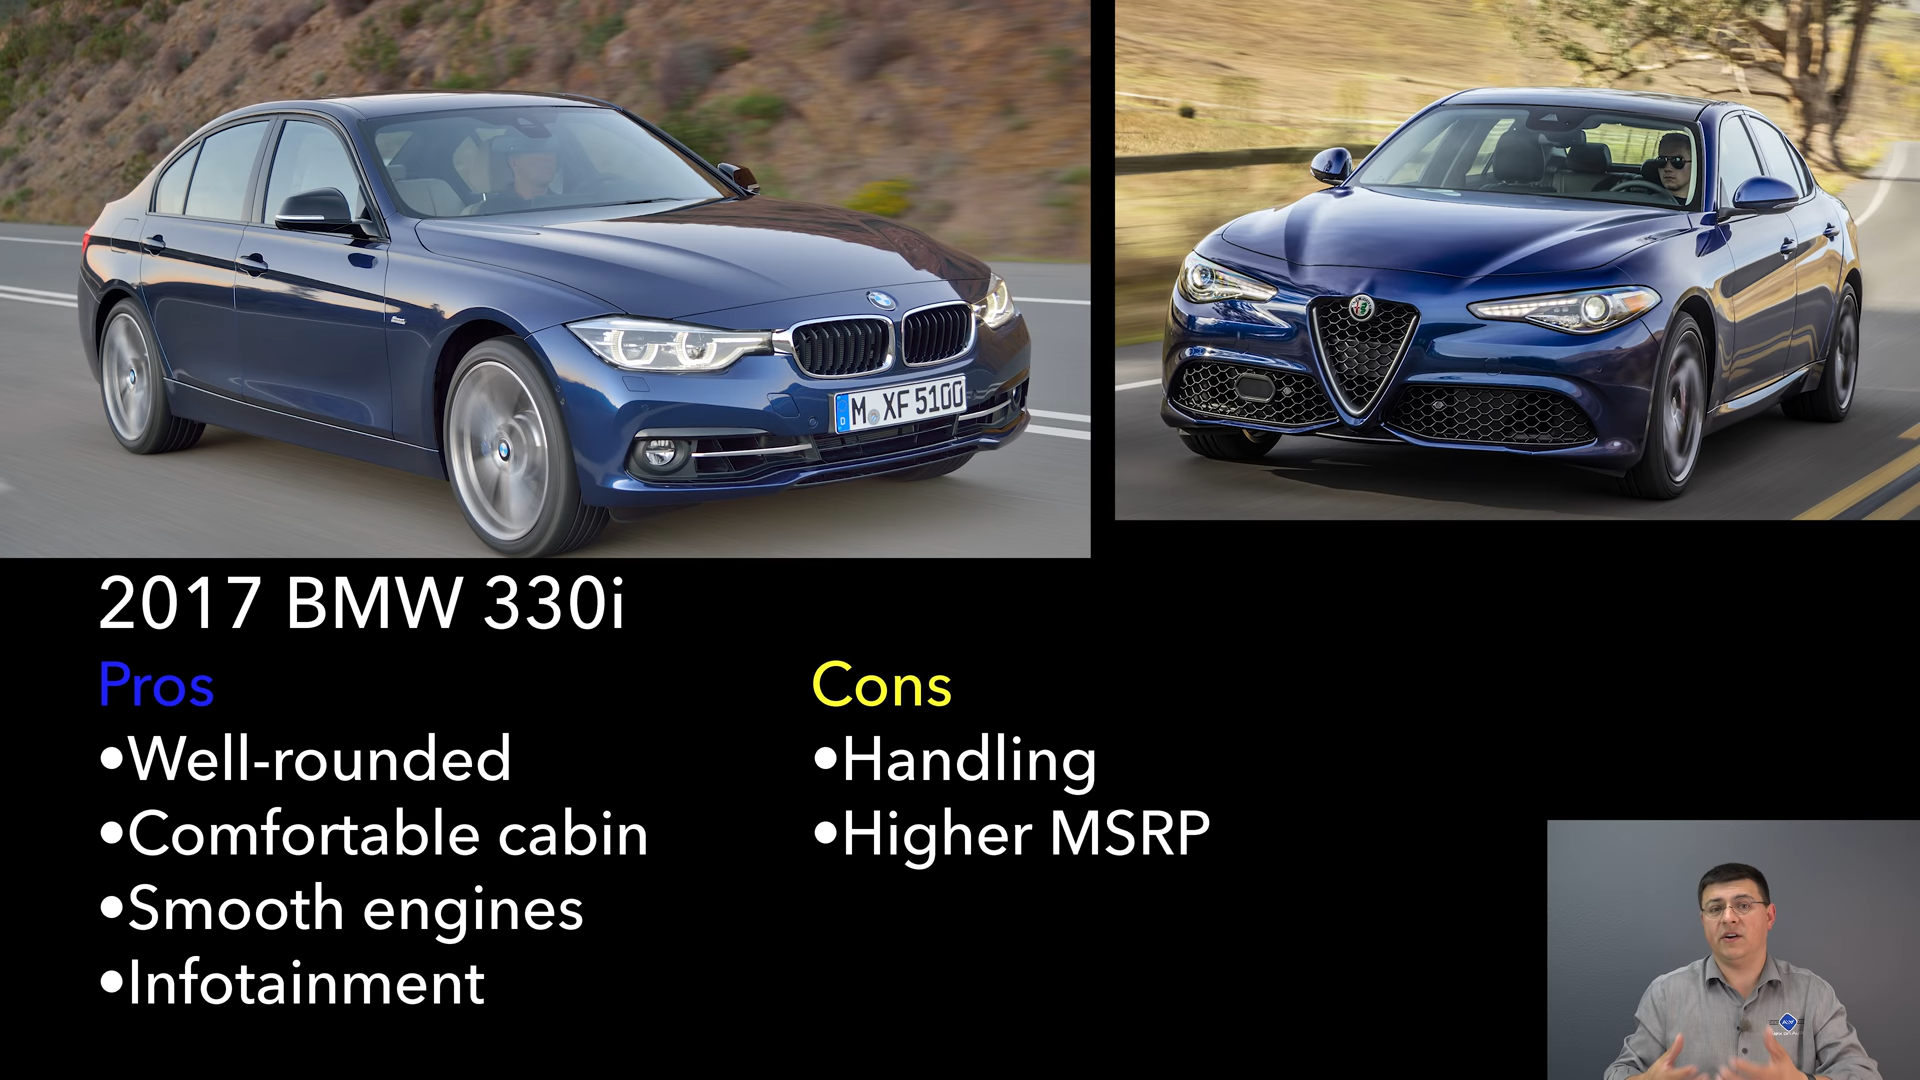 M XF 5100
2017 BMW 330i
Pros
•Well-rounded
•Comfortable cabin
•Smooth engines
•Infotainment
Cons
•Handling
•Higher MSRP